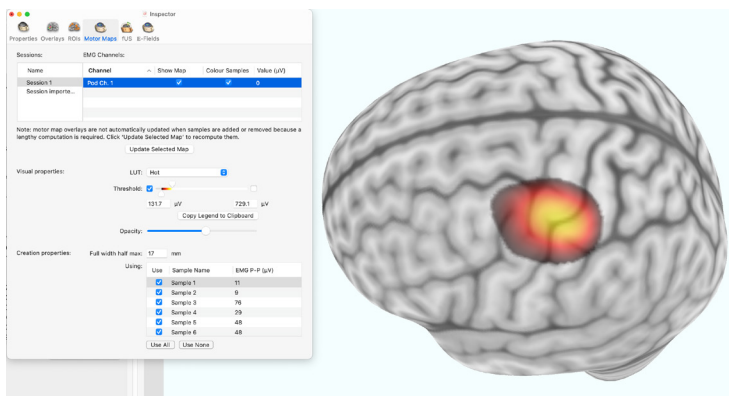 Inspector
Properties Overlays ROIs Motor Maps fUS E-Fields
Sessions: EMG Channels:
Name Channel Show Map Colour Samples Value (µV)
Session 1 Pod Ch. 1 0
Session Importe...
Note: motor map overlays are not automatically updated when samples are added or removed because a
lengthy computation is required. Click 'Update Selected Map' to recompute them.
Update Selected Map
Visual properties: LUT: Hot
Threshold:
131.7 µV 729.1 µV
Copy Legend to Clipboard
Opacity:
Creation properties: Full width half max: 17 mm
Using: Use Sample Name EMG P-P (µV)
Sample 1 11
Sample 2 9
Sample 3 76
Sample 4 29
Sample 5 48
Sample 6 48
Use All Use None